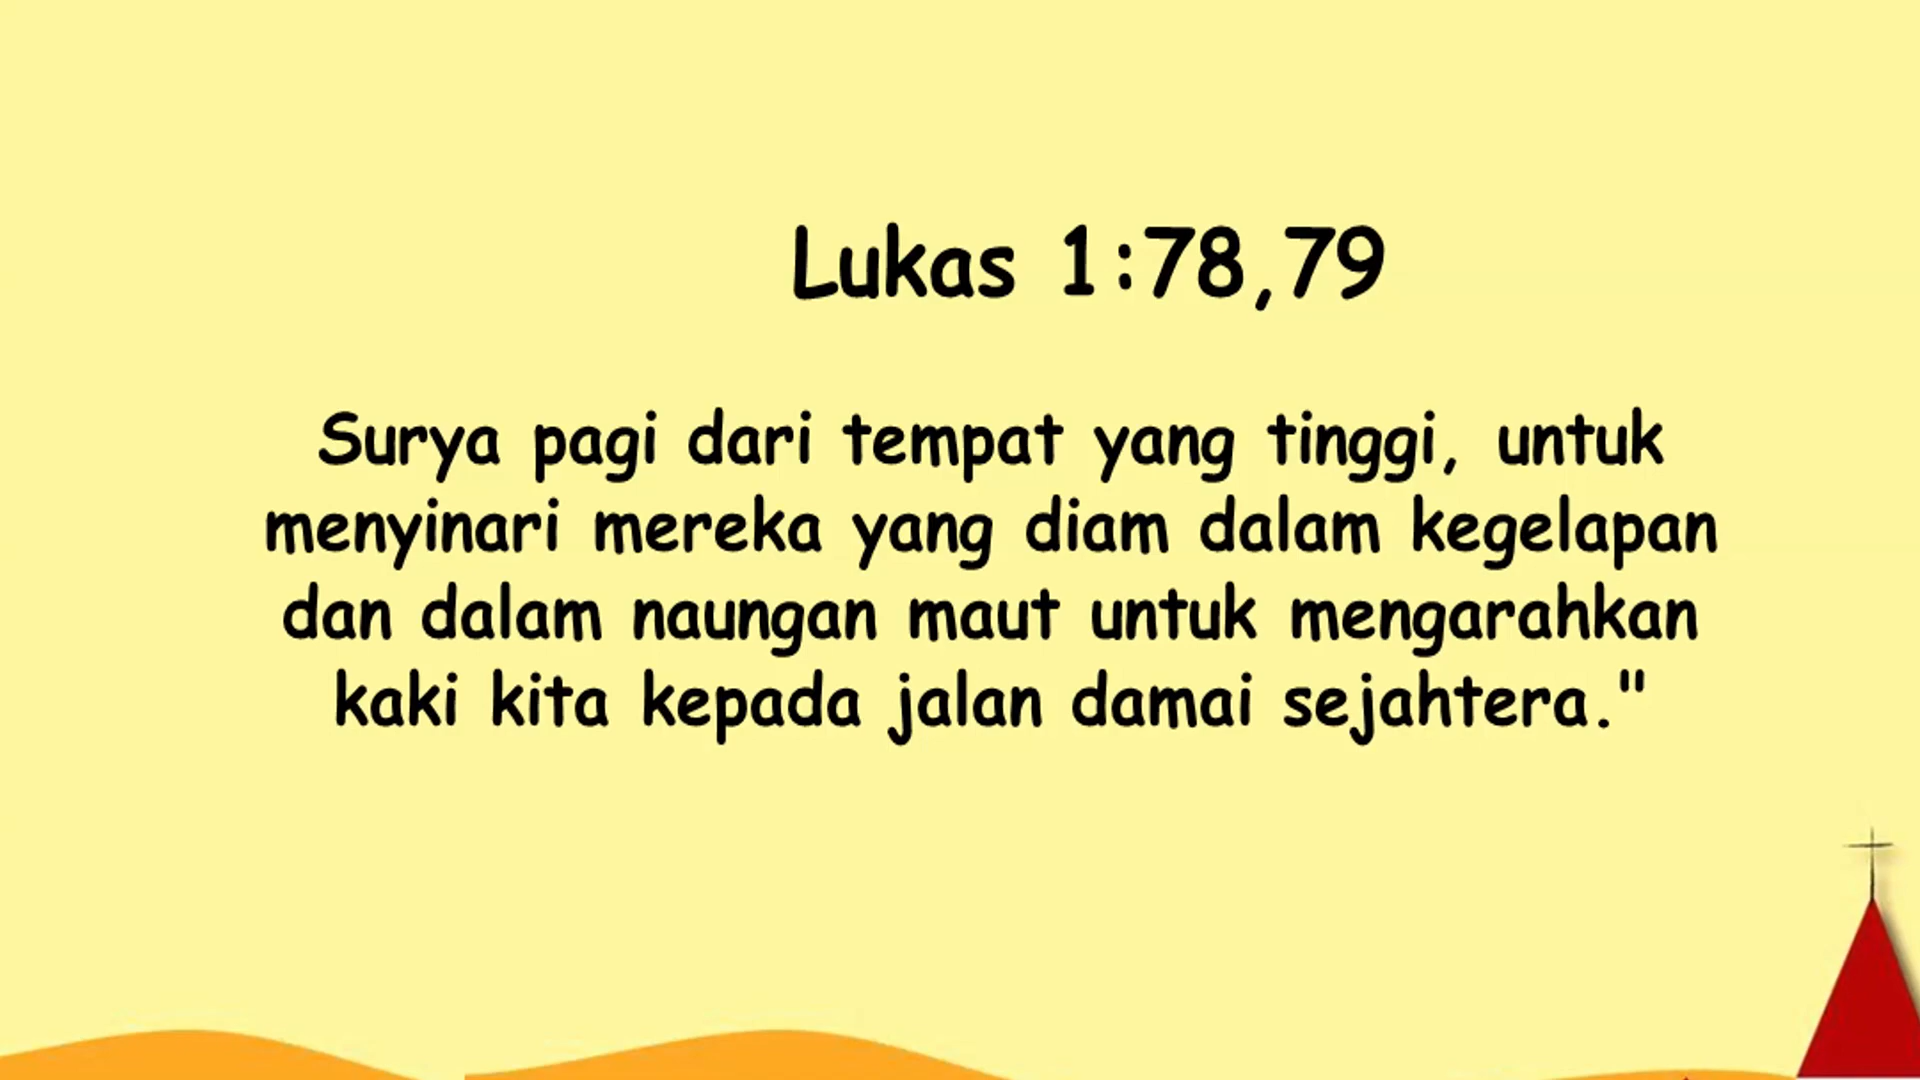 Lukas 1:78,79
Surya pagi dari tempat yang tinggi, untuk
menyinari mereka yang diam dalam kegelapan
dan dalam naungan maut untuk mengarahkan
kaki kita kepada jalan damai sejahtera."